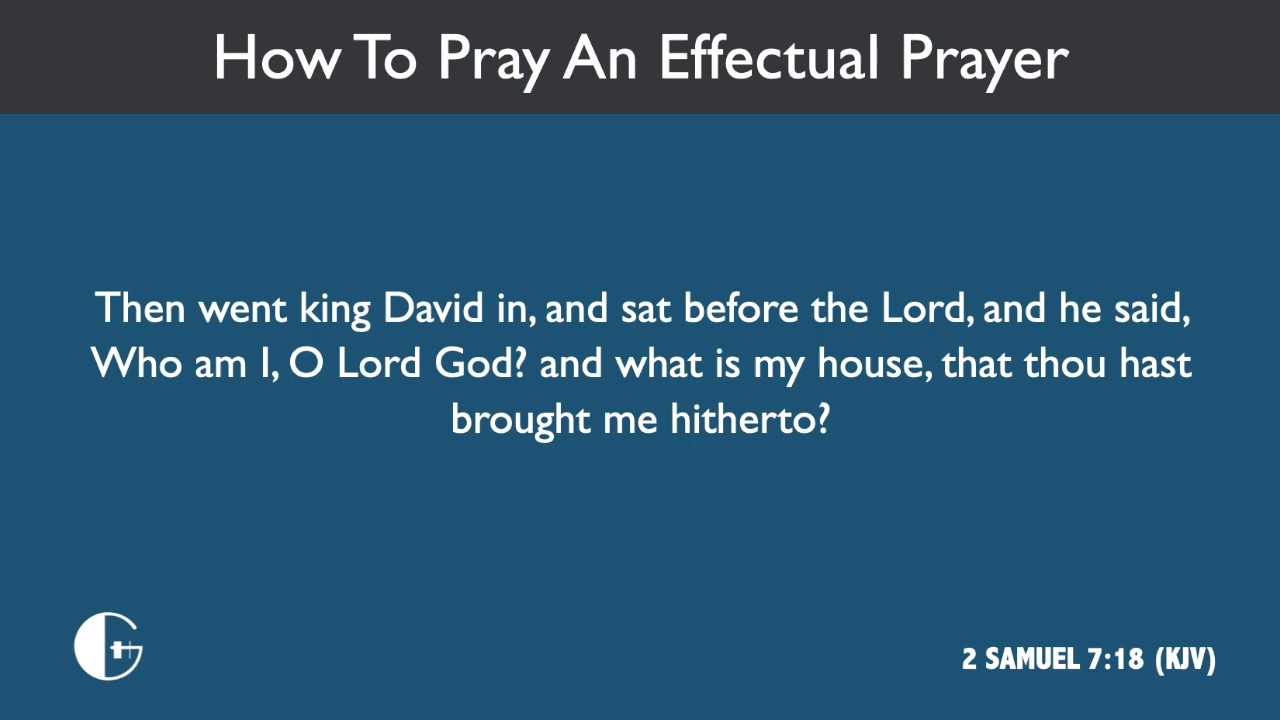 How To Pray An Effectual Prayer
Then went king David in, and sat before the Lord, and he said,
Who am I, O Lord God? and what is my house, that thou hast
brought me hitherto?
2 SAMUEL 7:18 (KJV)